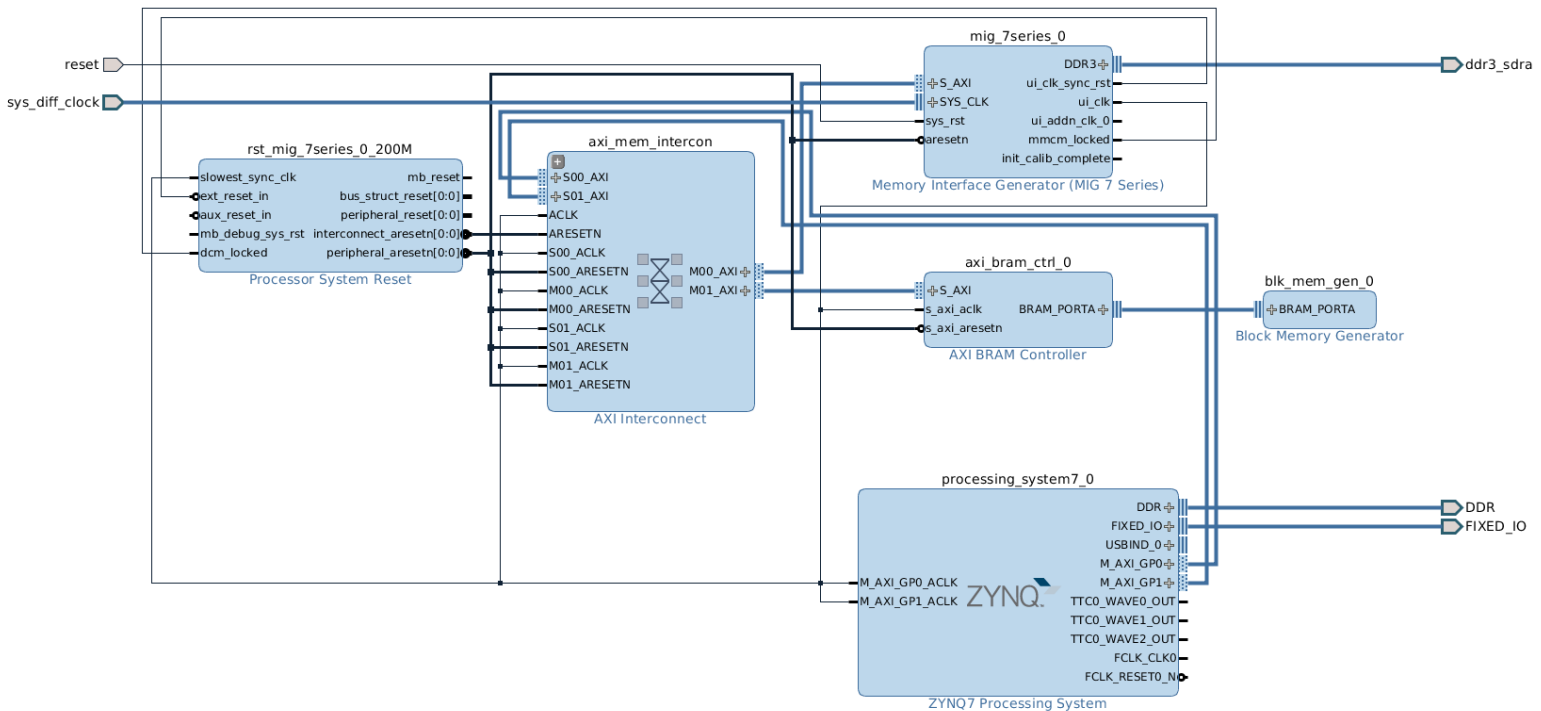 reset
sys_diff_clock
rst_mig_7series_0_200M
slowest_sync_clk
ext_reset_in
aux_reset_in
mb_debug_sys_rst
dcm_locked
mb_reset
bus_struct_reset[0:0]
peripheral_reset[0:0]
interconnect_aresetn[0:0]
peripheral_aresetn[0:0]
Processor System Reset
axi_mem_intercon
S00_AXI
S01_AXI
ACLK
ARESETN
S00_ACLK
S00_ARESETN
M00_ACLK
M00_ARESETN
S01_ACLK
S01_ARESETN
M01_ACLK
M01_ARESETN
M00_AXI
M01_AXI
AXI Interconnect
mig_7series_0
S_AXI
SYS_CLK
sys_rst
aresetn
DDR3
ui_clk_sync_rst
ui_clk
ui_addn_clk_0
mmcm_locked
init_calib_complete
Memory Interface Generator (MIG 7 Series)
ddr3_sdra
axi_bram_ctrl_0
S_AXI
s_axi_aclk
s_axi_aresetn
BRAM_PORTA
AXI BRAM Controller
blk_mem_gen_0
BRAM_PORTA
Block Memory Generator
processing_system7_0
M_AXI_GP0_ACLK
M_AXI_GP1_ACLK
ZYNQ
DDR
FIXED_IO
USBIND_0
M_AXI_GP0
M_AXI_GP1
TTC0_WAVE0_OUT
TTC0_WAVE1_OUT
TTC0_WAVE2_OUT
FCLK_CLK0
FCLK_RESET0_N
ZYNQ7 Processing System
DDR
FIXED_IO